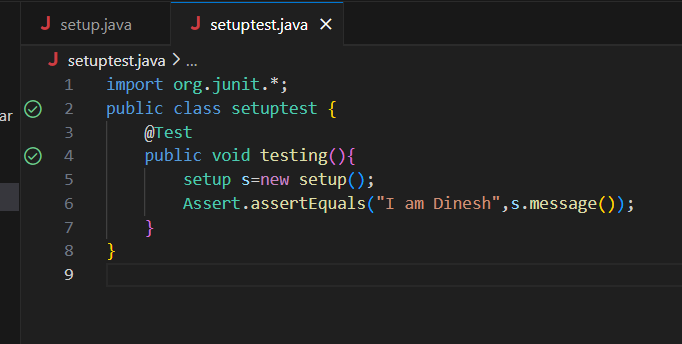 setup.java
setuptest.java
setuptest.java > ...
ar
1 import org.junit.*;
2 public class setuptest {
3 @Test
4 public void testing(){
5 setup s=new setup();
6 Assert.assertEquals("I am Dinesh",s.message());
7 }
8 }
9